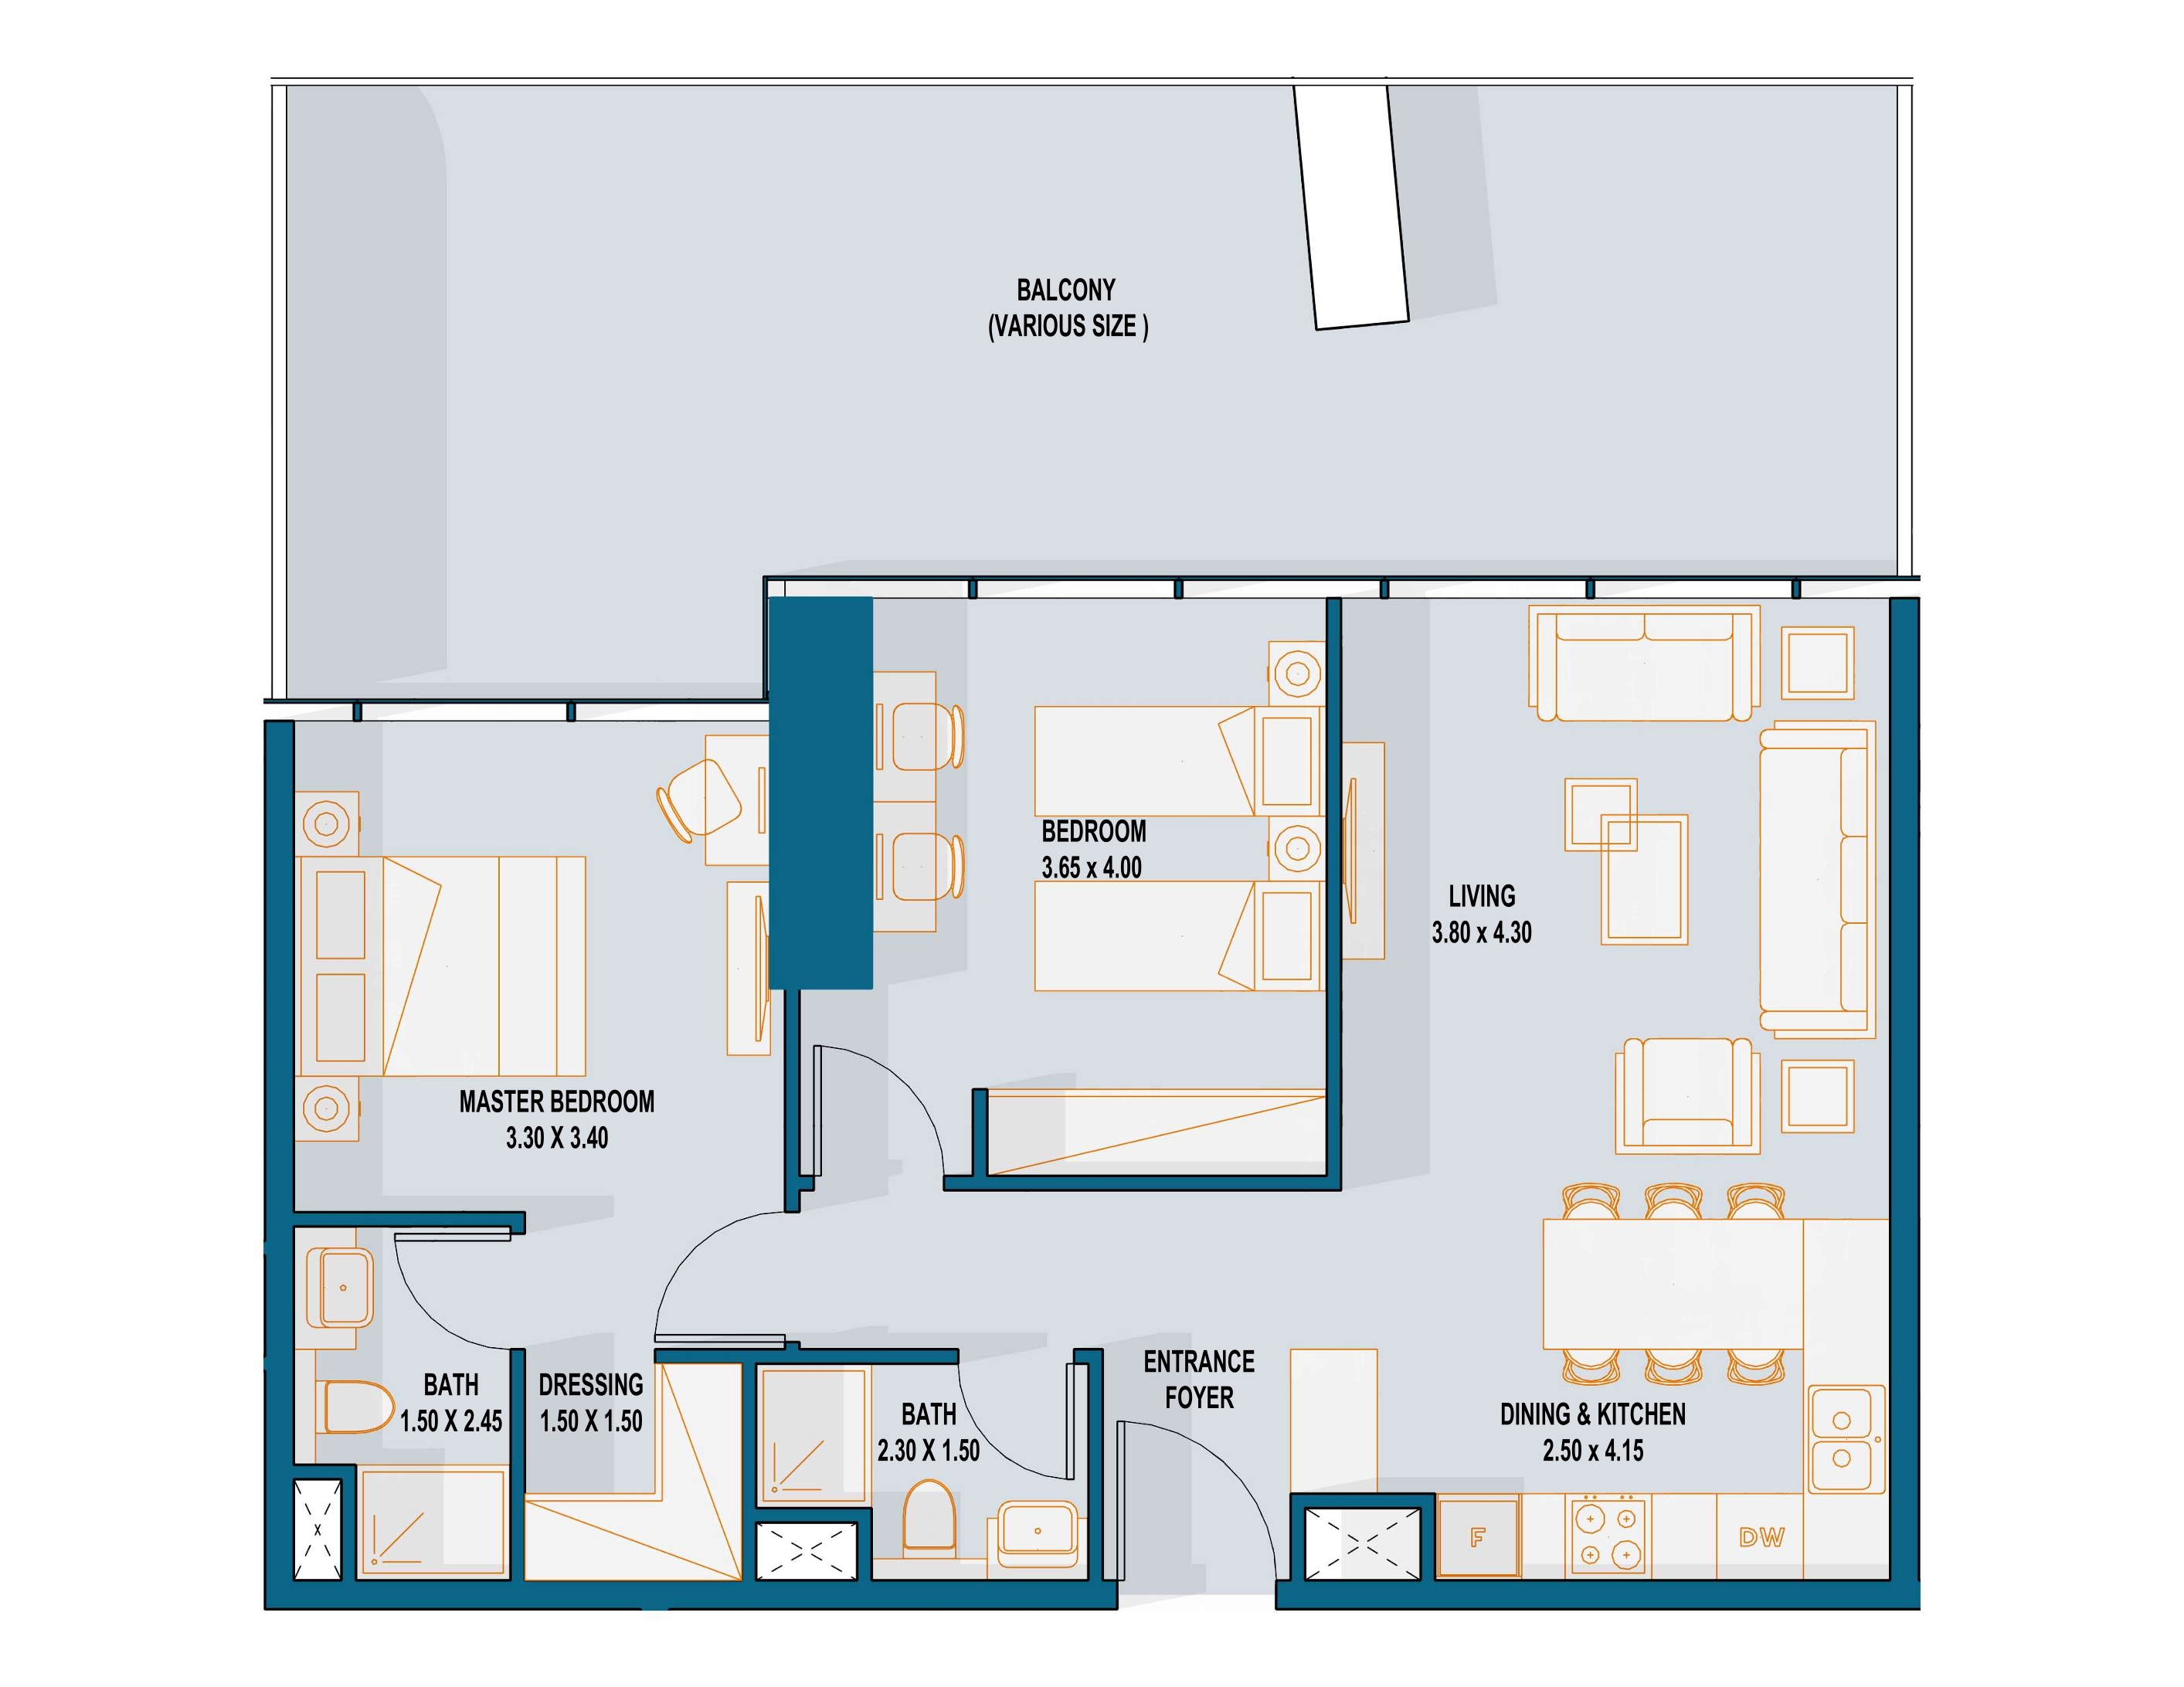 BALCONY
(VARIOUS SIZE )
BEDROOM
3.65 x 4.00
LIVING
3.80 x 4.30
MASTER BEDROOM
3.30 X 3.40
ENTRANCE
FOYER
BATH
1.50 X 2.45
DRESSING
1.50 X 1.50
BATH
2.30 X 1.50
DINING & KITCHEN
2.50 x 4.15
F
DW